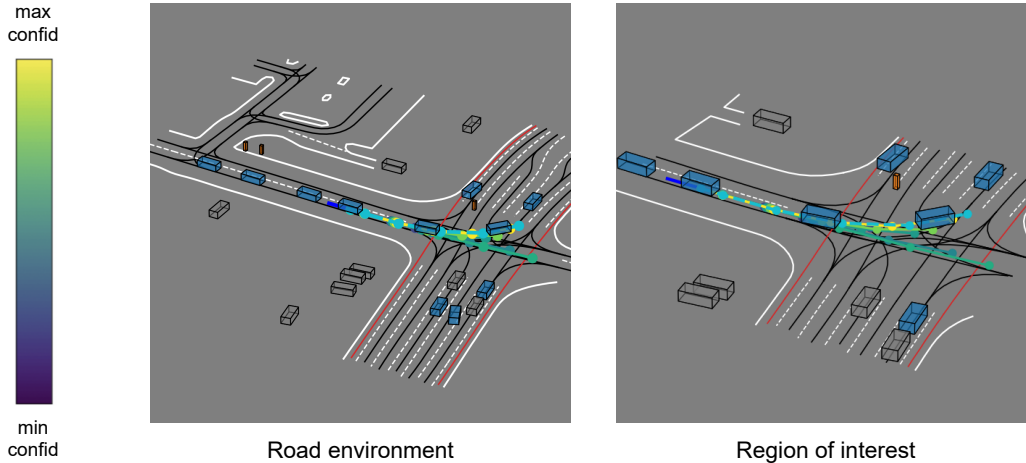 max
confid
min
confid
Road environment
Region of interest